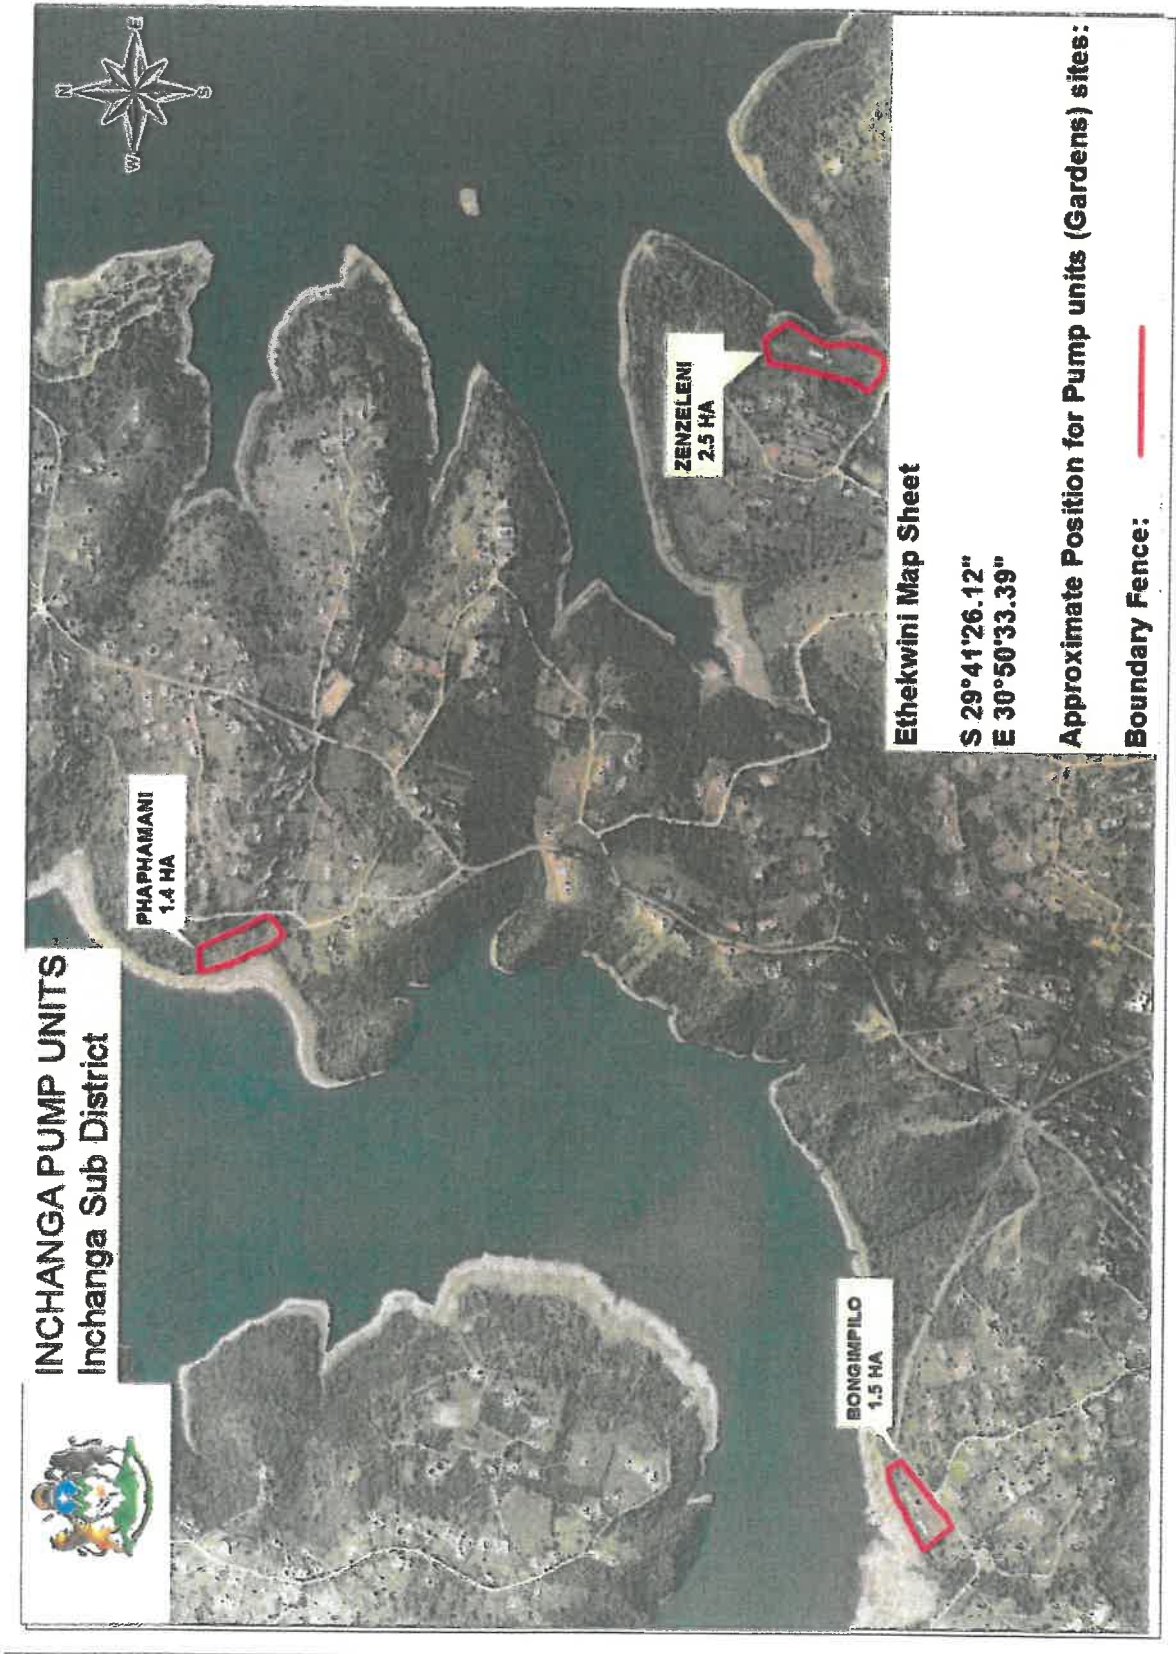 INCHANGA PUMP UNITS
Inchanga Sub District
N
E
S
W
PHAPHAMANI
1.4 HA
ZENZELENI
2.5 HA
BONGIMPILO
1.5 HA
Ethekwini Map Sheet
S 29°41'26.12"
E 30°50'33.39"
Approximate Position for Pump units (Gardens) sites:
Boundary Fence: